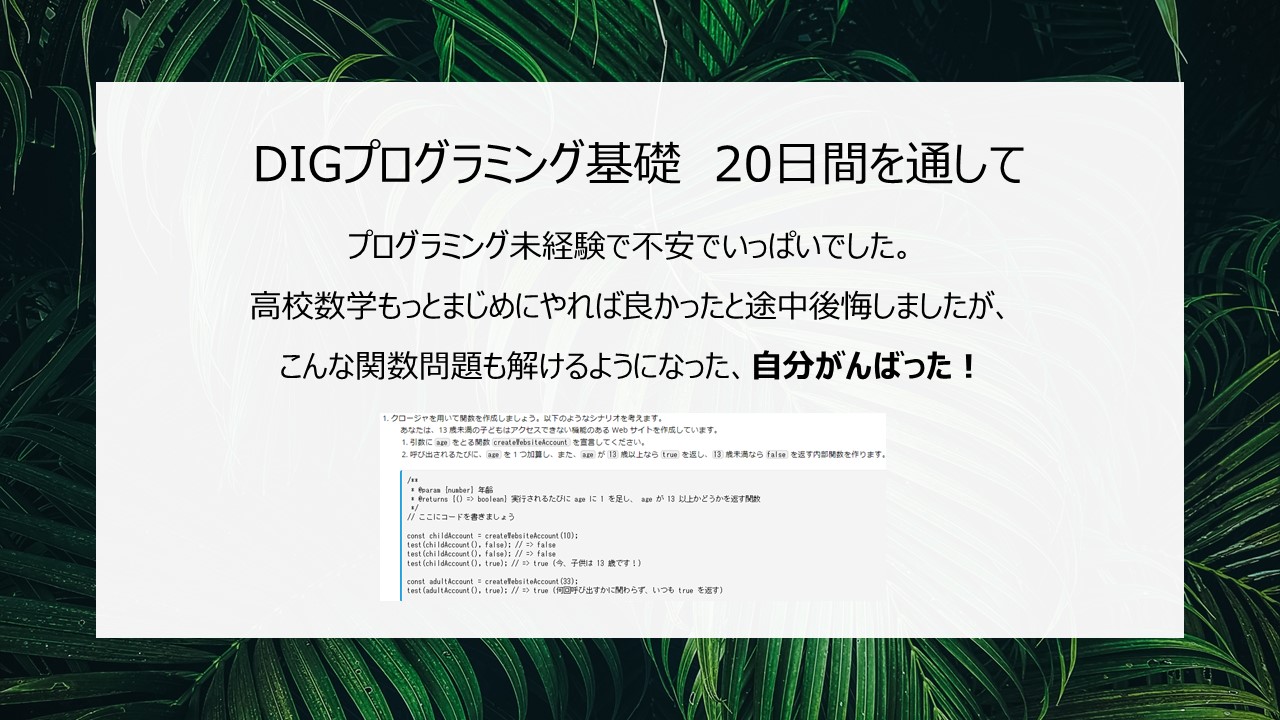 DIGプログラミング基礎 20日間を通して
プログラミング未経験で不安でいっぱいでした。
高校数学もっとまじめにやれば良かったと途中後悔しましたが、
こんな関数問題も解けるようになった、自分がんばった！
1. クロージャを用いて関数を作成しましょう。以下のようなシナリオを考えます。
あなたは、13 歳未満の子どもはアクセスできない機能のある Web サイトを作成しています。
1. 引数に age をとる関数 createWebsiteAccount を宣言してください。
2. 呼び出されるたびに、age を 1 つ加算し、また、age が 13 歳以上なら true を返し、13 歳未満なら false を返す内部関数を作ります。
/**
* @param {number} 年齢
* @returns {() => boolean} 実行されるたびに age に 1 を足し、 age が 13 以上かどうかを返す関数
*/
// ここにコードを書きましょう
const childAccount = createWebsiteAccount(10);
test(childAccount(), false); // => false
test(childAccount(), false); // => false
test(childAccount(), true); // => true (今、子供は 13 歳です！)
const adultAccount = createWebsiteAccount(33);
test(adultAccount(), true); // => true (何回呼び出すかに関わらず、いつも true を返す)